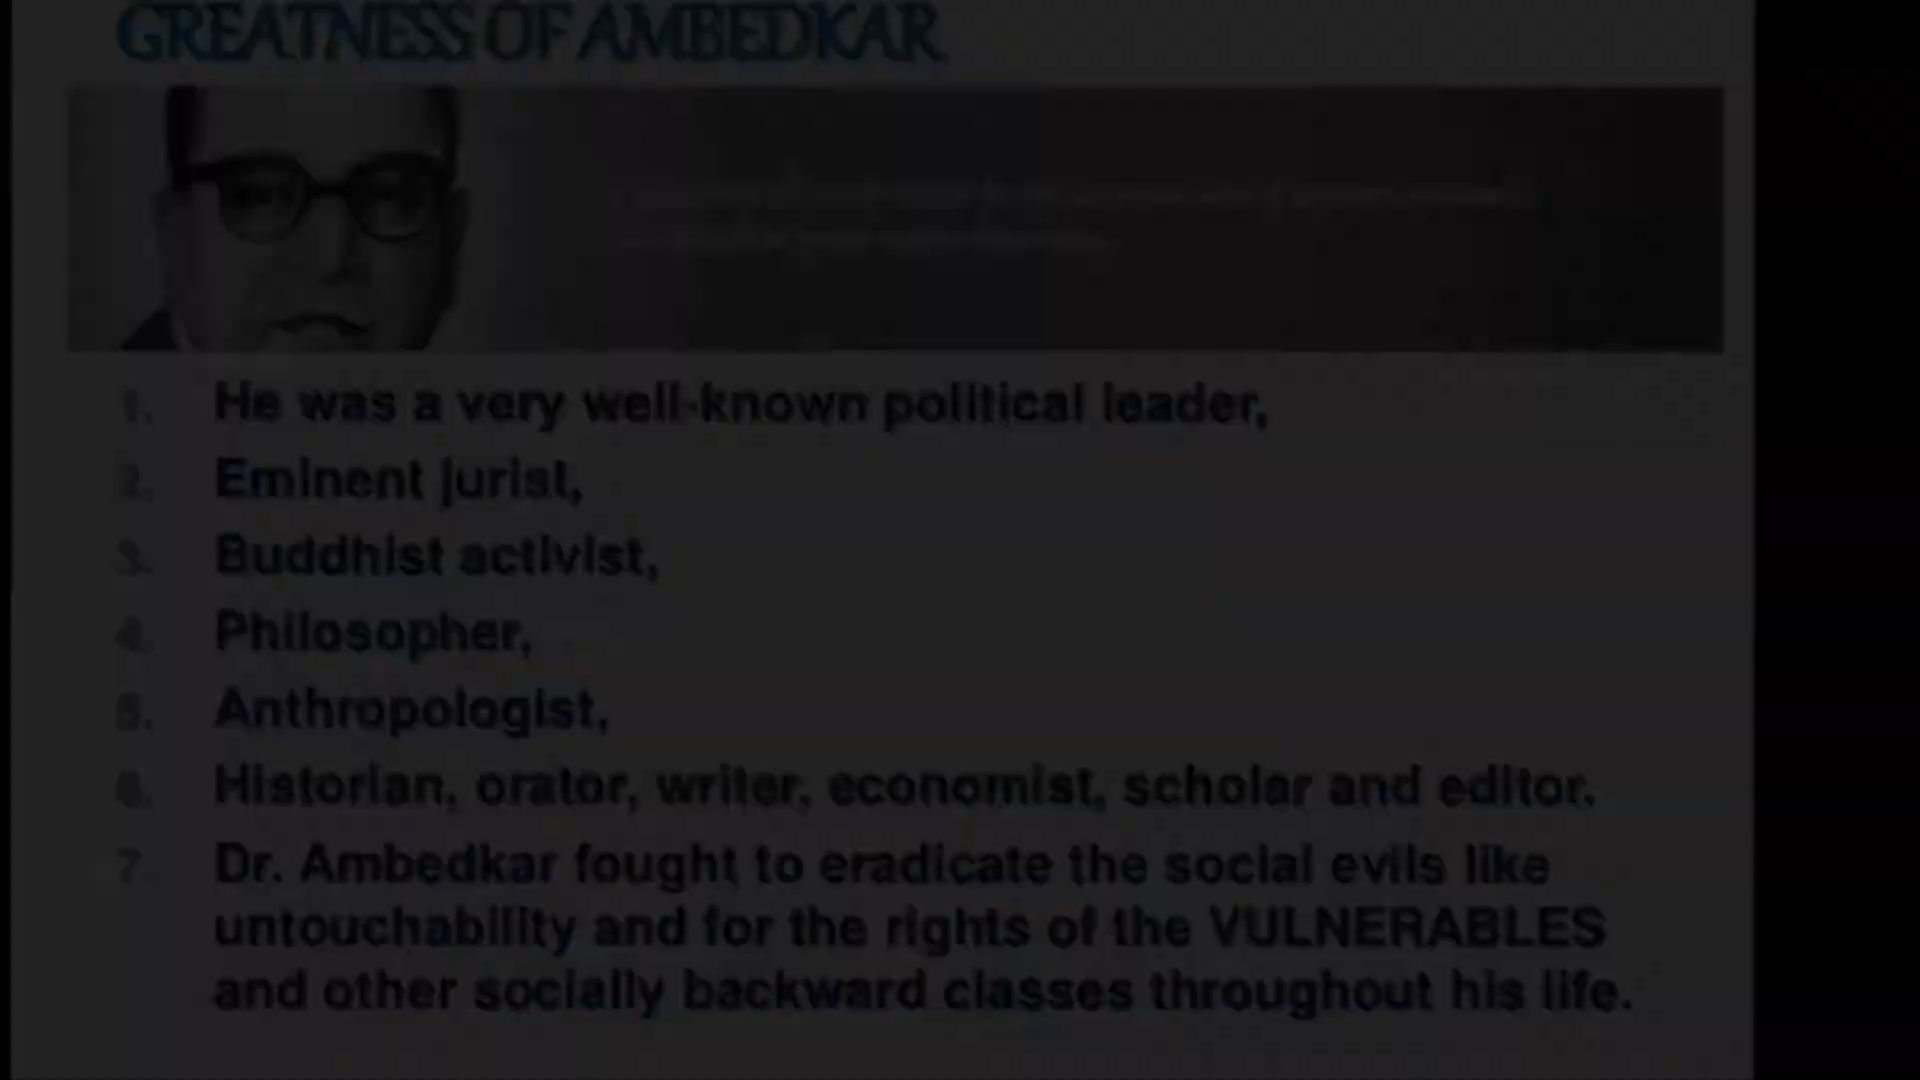 GREATNESS OF AMBEDKAR
1. He was a very well-known political leader,
2. Eminent jurist,
3. Buddhist activist,
4. Philosopher,
5. Anthropologist,
6. Historian, orator, writer, economist, scholar and editor.
7. Dr. Ambedkar fought to eradicate the social evils like
untouchability and for the rights of the VULNERABLES
and other socially backward classes throughout his life.